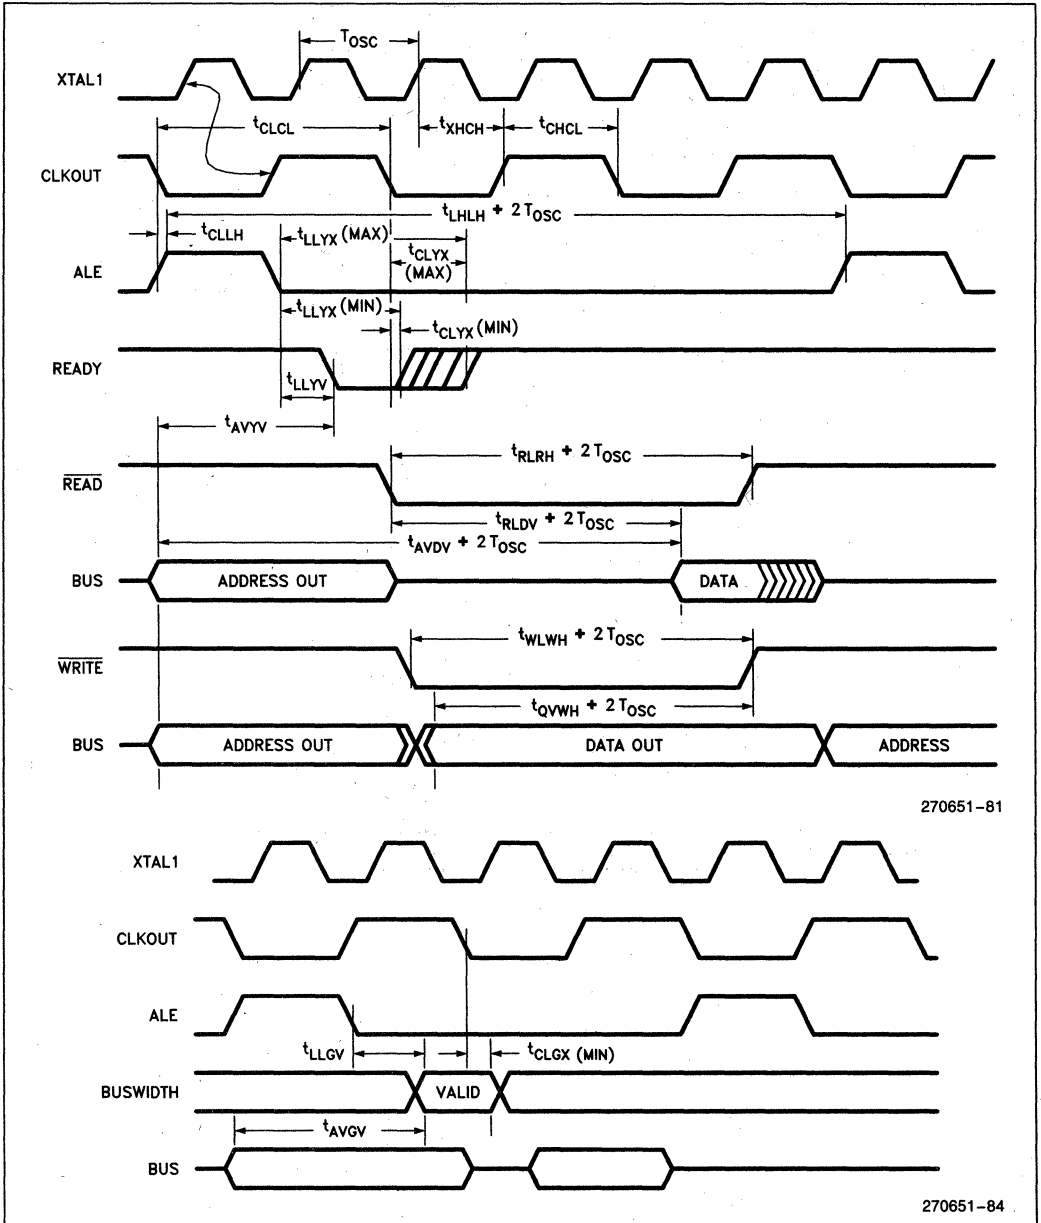 T_OSC
XTAL1
t_CLCL
t_XHCH
t_CHCL
CLKOUT
t_LHLH + 2 T_OSC
t_CLLH
t_LLYX (MAX)
t_CLYX (MAX)
ALE
t_LLYX (MIN)
t_CLYX (MIN)
READY
t_LLYV
t_AVYV
t_RLRH + 2 T_OSC
READ
t_RLDV + 2 T_OSC
t_AVDV + 2 T_OSC
BUS ADDRESS OUT DATA
t_WLWH + 2 T_OSC
WRITE
t_QVWH + 2 T_OSC
BUS ADDRESS OUT DATA OUT ADDRESS
270651-81
XTAL1
CLKOUT
ALE
t_LLGV
t_CLGX (MIN)
BUSWIDTH VALID
t_AVGV
BUS
270651-84